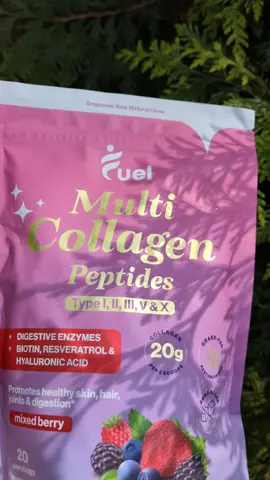 Fuel
Multi
Collagen
Peptides
Type I, II, III, V & X
• DIGESTIVE ENZYMES
• BIOTIN, RESVERATROL &
HYALURONIC ACID
COLLAGEN
20g
Promotes healthy skin, hair,
joints & digestion*
mixed berry
20
servings